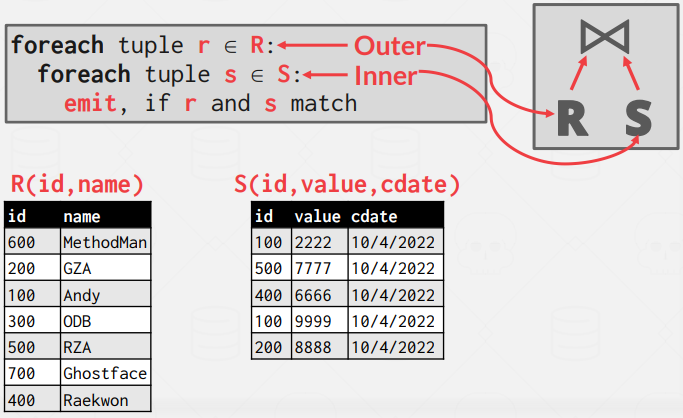 foreach tuple r ∈ R: Outer
foreach tuple s ∈ S: Inner
emit, if r and s match
⋈
R S
R(id,name)
id name
600 MethodMan
200 GZA
100 Andy
300 ODB
500 RZA
700 Ghostface
400 Raekwon
S(id,value,cdate)
id value cdate
100 2222 10/4/2022
500 7777 10/4/2022
400 6666 10/4/2022
100 9999 10/4/2022
200 8888 10/4/2022